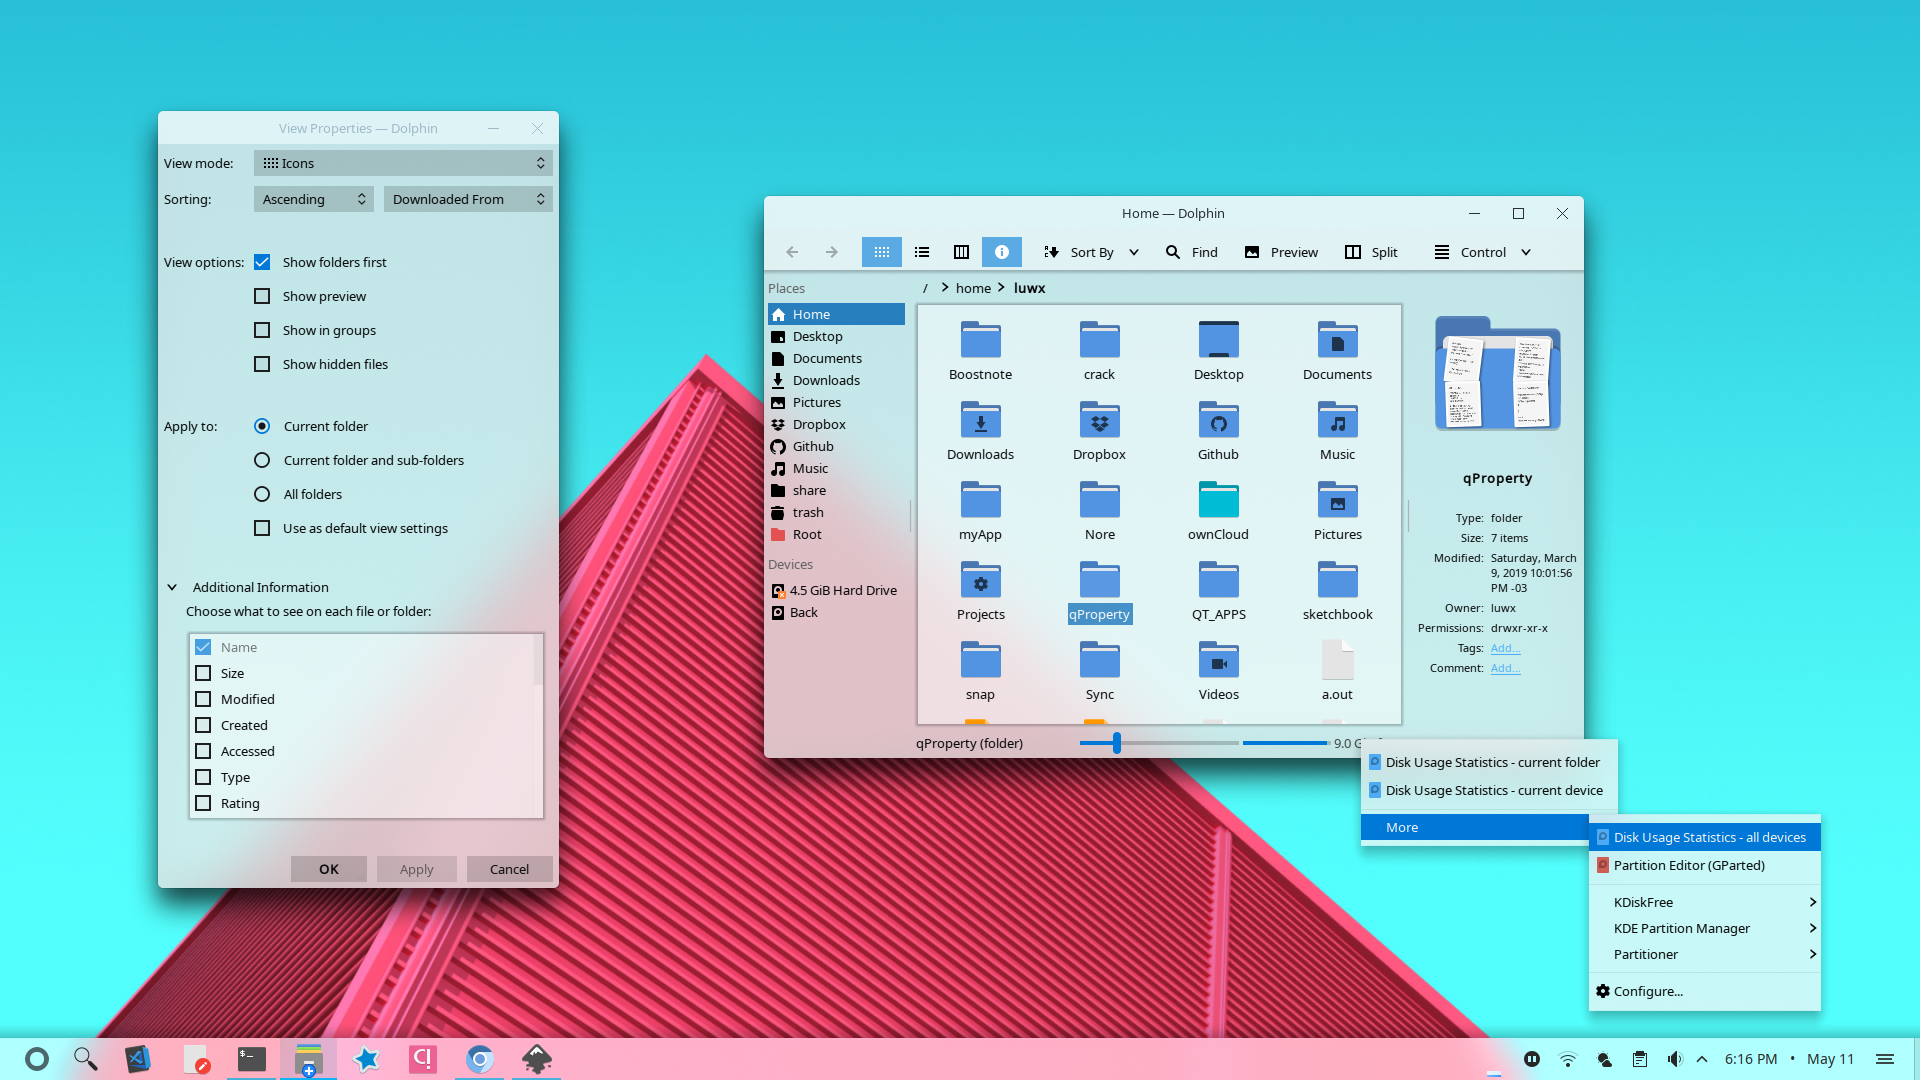 View Properties — Dolphin
View mode:
Icons
Sorting:
Ascending
Downloaded From
View options:
Show folders first
Show preview
Show in groups
Show hidden files
Apply to:
Current folder
Current folder and sub-folders
All folders
Use as default view settings
Additional Information
Choose what to see on each file or folder:
Name
Size
Modified
Created
Accessed
Type
Rating
OK
Apply
Cancel
Home — Dolphin
Sort By
Find
Preview
Split
Control
Places
Home
Desktop
Documents
Downloads
Pictures
Dropbox
Github
Music
share
trash
Root
Devices
4.5 GiB Hard Drive
Back
/ home luwx
Boostnote
crack
Desktop
Documents
Downloads
Dropbox
Github
Music
myApp
Nore
ownCloud
Pictures
Projects
qProperty
QT_APPS
sketchbook
snap
Sync
Videos
a.out
qProperty (folder)
9.0
qProperty
Type: folder
Size: 7 items
Modified: Saturday, March
9, 2019 10:01:56
PM -03
Owner: luwx
Permissions: drwxr-xr-x
Tags: Add...
Comment: Add...
Disk Usage Statistics - current folder
Disk Usage Statistics - current device
More
Disk Usage Statistics - all devices
Partition Editor (GParted)
KDiskFree
KDE Partition Manager
Partitioner
Configure...
C!
6:16 PM • May 11